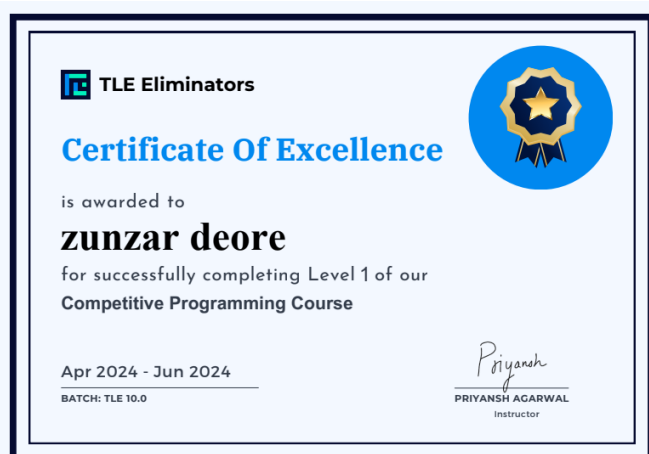 TLE Eliminators
Certificate Of Excellence
is awarded to
zunzar deore
for successfully completing Level 1 of our
Competitive Programming Course
Apr 2024 - Jun 2024
BATCH: TLE 10.0
Priyansh
PRIYANSH AGARWAL
Instructor